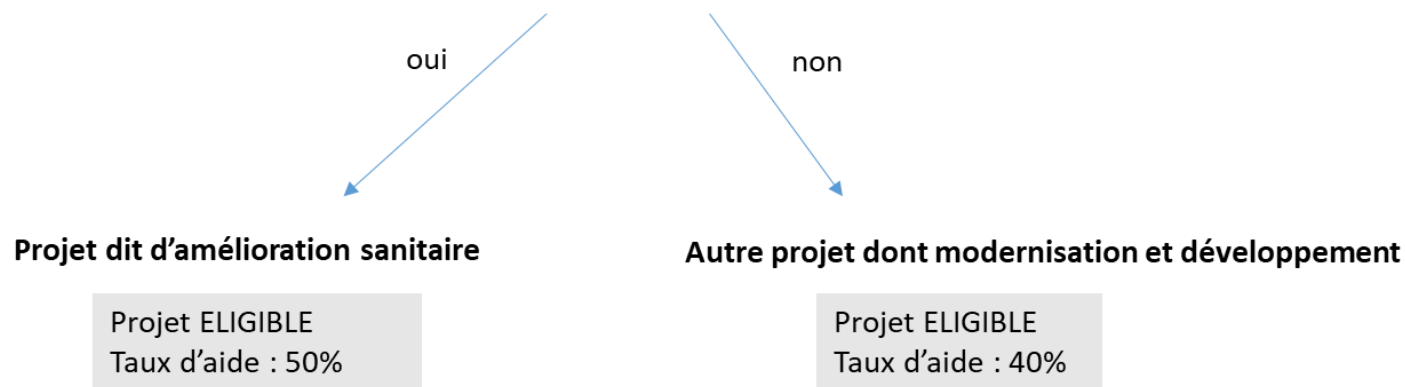 oui
non
Projet dit d’amélioration sanitaire
Autre projet dont modernisation et développement
Projet ELIGIBLE
Taux d’aide : 50%
Projet ELIGIBLE
Taux d’aide : 40%